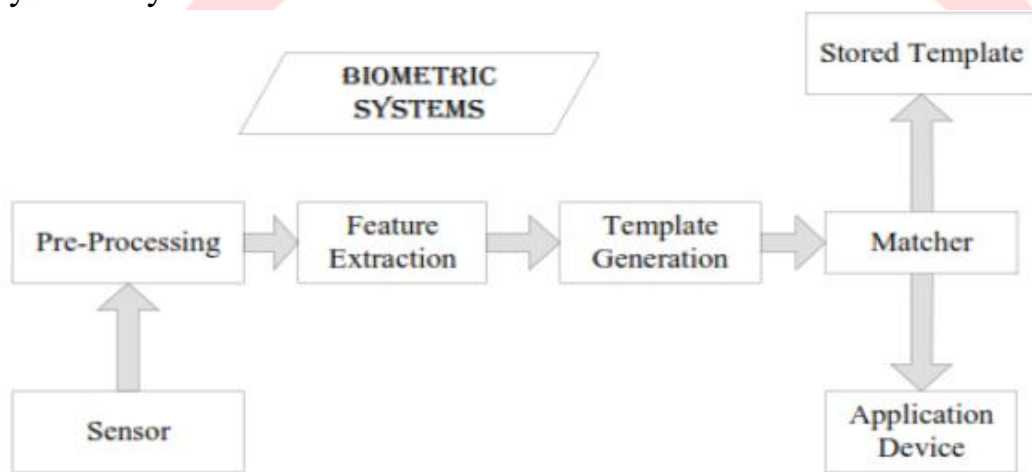 Stored Template
BIOMETRIC
SYSTEMS
Pre-Processing
Feature
Extraction
Template
Generation
Matcher
Sensor
Application
Device